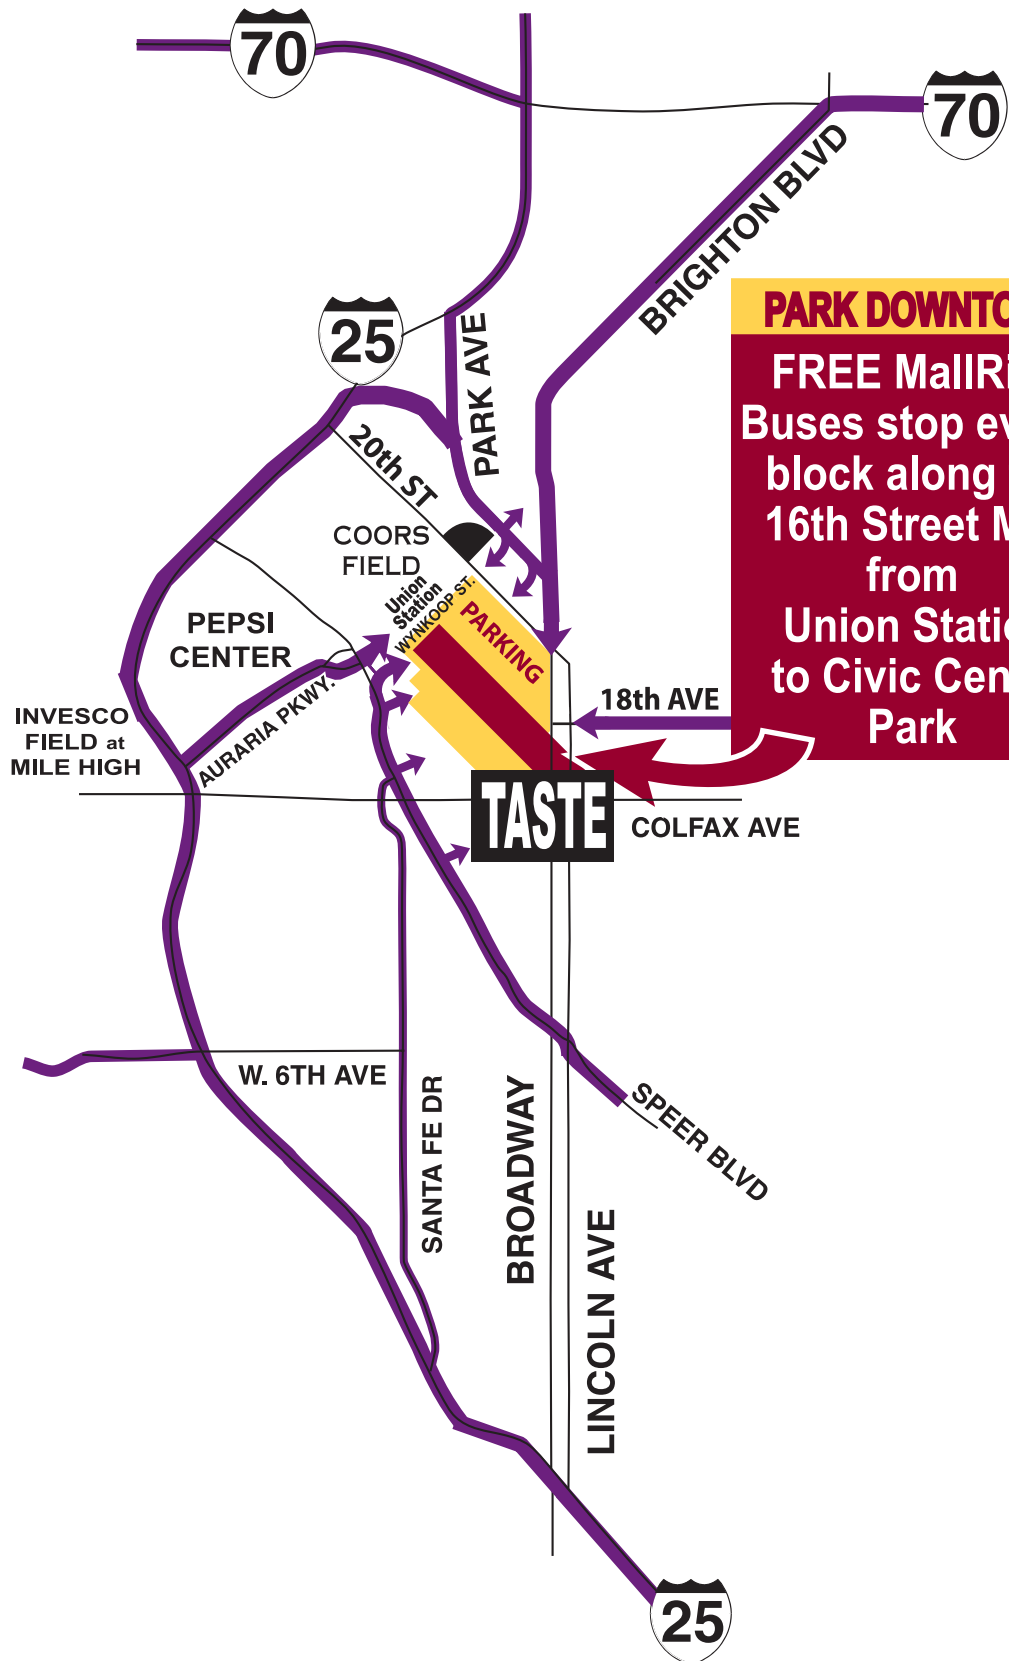 70
70
BRIGHTON BLVD
25
PARK AVE
PARK DOWNTO
FREE MallRi
Buses stop ev
block along
16th Street M
from
Union Stati
to Civic Cen
Park
20th ST
COORS
FIELD
Union
Station
WYNKOOP ST.
PARKING
PEPSI
CENTER
AURARIA PKWY.
INVESCO
FIELD at
MILE HIGH
18th AVE
TASTE
COLFAX AVE
W. 6TH AVE
SANTA FE DR
BROADWAY
LINCOLN AVE
SPEER BLVD
25